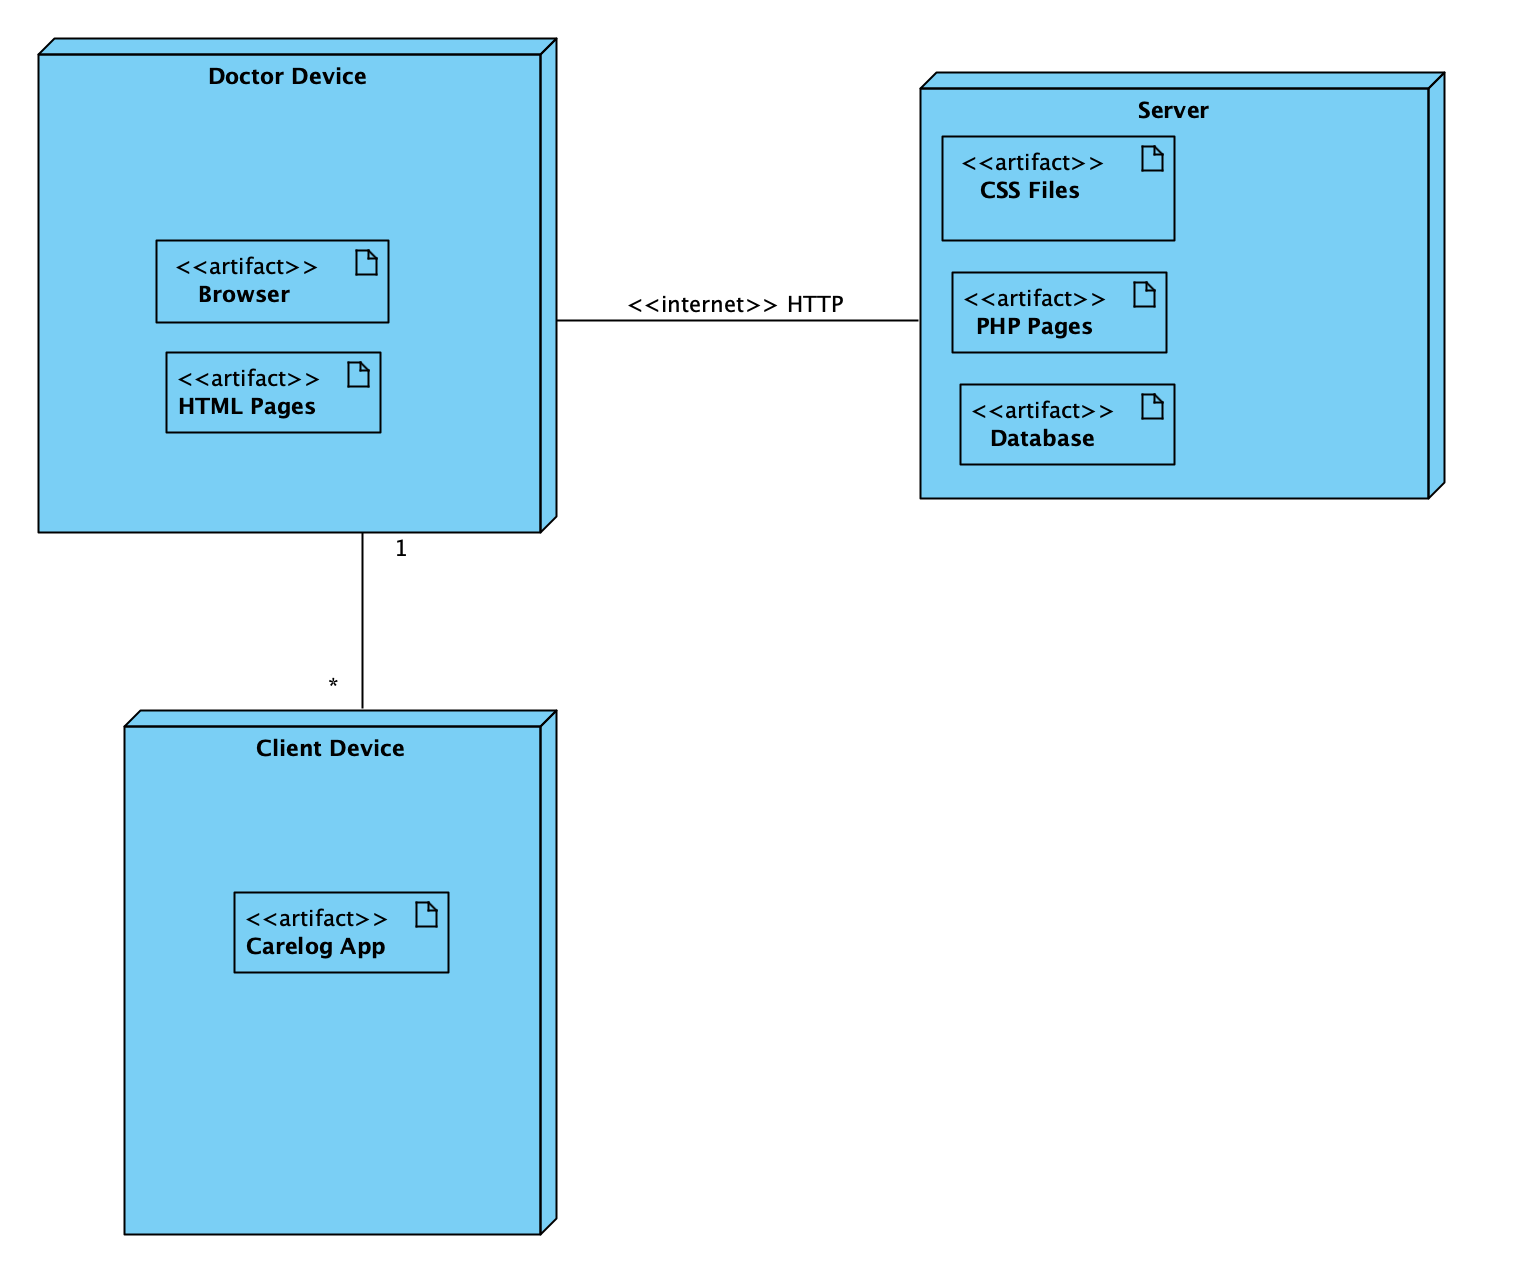 Doctor Device
<<artifact>>
Browser
<<artifact>>
HTML Pages
<<internet>> HTTP
Server
<<artifact>>
CSS Files
<<artifact>>
PHP Pages
<<artifact>>
Database
1
*
Client Device
<<artifact>>
Carelog App